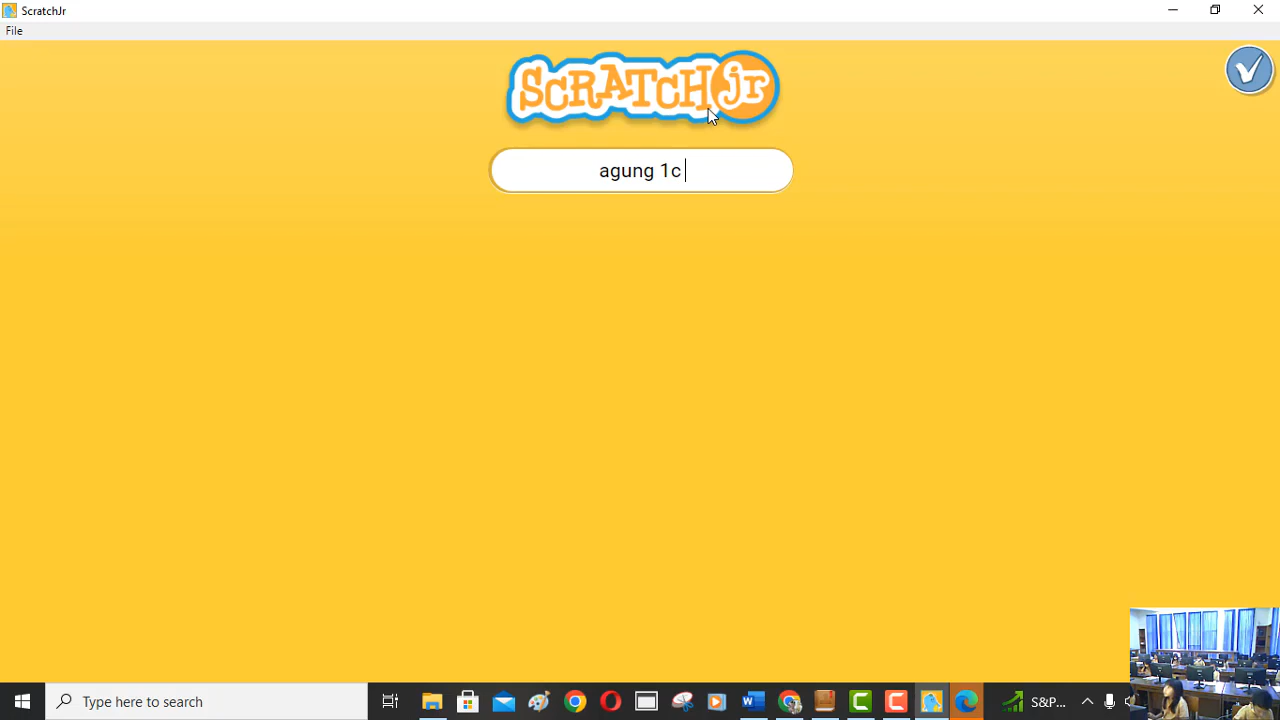 ScratchJr
File
SCRATCH jr
agung 1c
Type here to search
S&P...